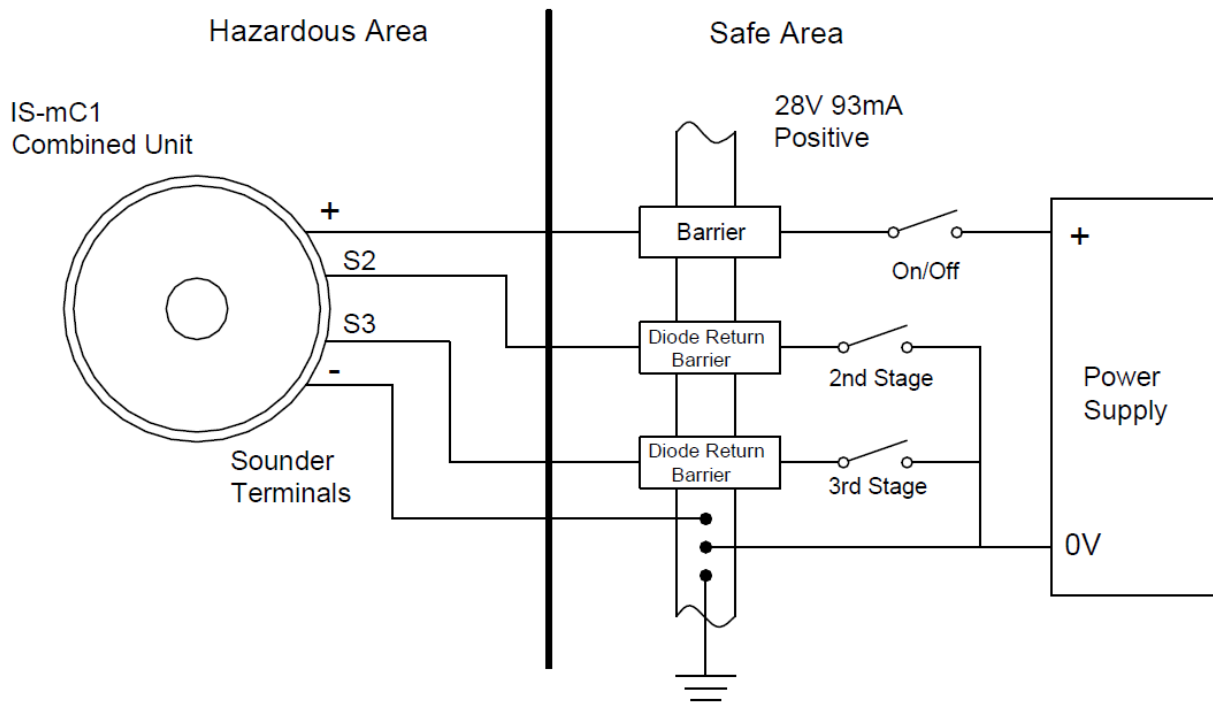 Hazardous Area
Safe Area
IS-mC1
Combined Unit
28V 93mA
Positive
+
S2
S3
-
Sounder
Terminals
Barrier
On/Off
+
Diode Return
Barrier
2nd Stage
Diode Return
Barrier
3rd Stage
Power
Supply
0V